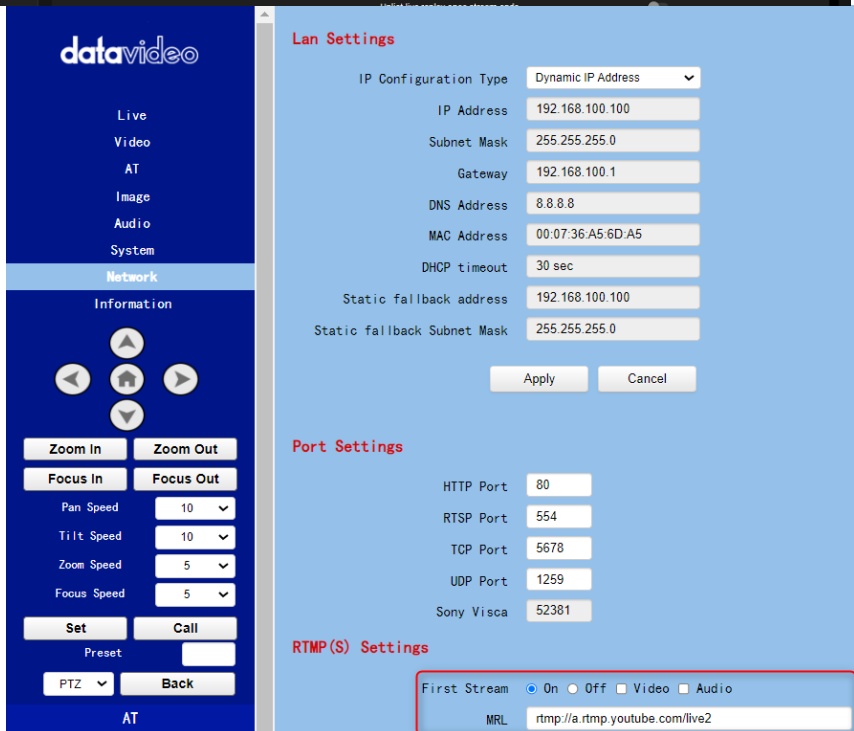 Unlist live replay once stream ends
datavideo
Live
Video
AT
Image
Audio
System
Network
Information
Zoom In Zoom Out
Focus In Focus Out
Pan Speed 10
Tilt Speed 10
Zoom Speed 5
Focus Speed 5
Set Call
Preset
PTZ Back
AT
Lan Settings
IP Configuration Type Dynamic IP Address
IP Address 192.168.100.100
Subnet Mask 255.255.255.0
Gateway 192.168.100.1
DNS Address 8.8.8.8
MAC Address 00:07:36:A5:6D:A5
DHCP timeout 30 sec
Static fallback address 192.168.100.100
Static fallback Subnet Mask 255.255.255.0
Apply Cancel
Port Settings
HTTP Port 80
RTSP Port 554
TCP Port 5678
UDP Port 1259
Sony Visca 52381
RTMP(S) Settings
First Stream On Off Video Audio
MRL rtmp://a.rtmp.youtube.com/live2